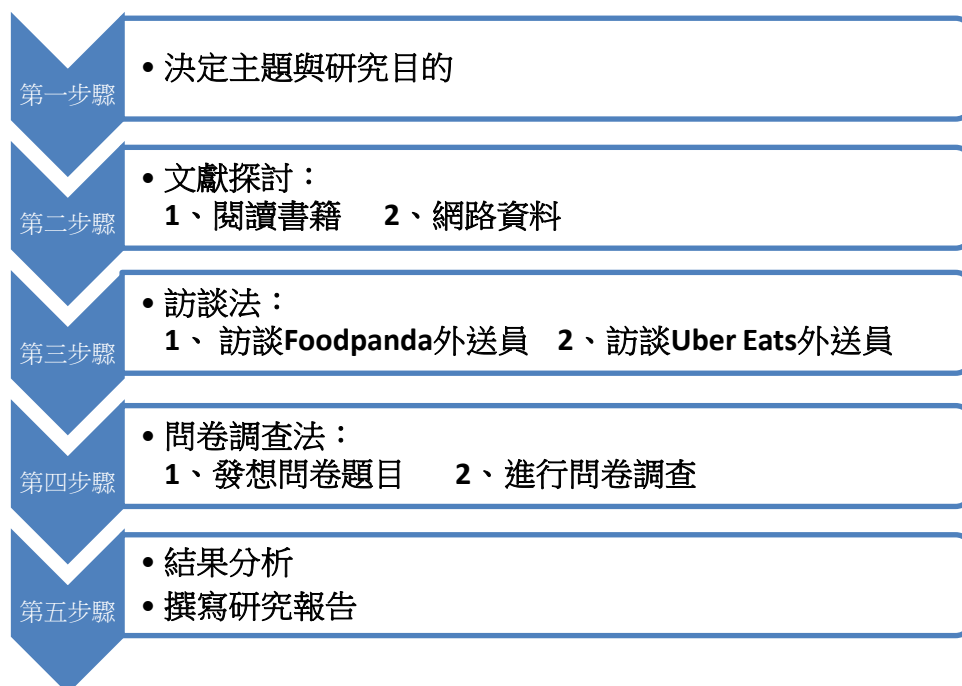 第一步驟
• 決定主題與研究目的
第二步驟
• 文獻探討：
1、閱讀書籍 2、網路資料
第三步驟
• 訪談法：
1、 訪談Foodpanda外送員 2、訪談Uber Eats外送員
第四步驟
• 問卷調查法：
1、發想問卷題目 2、進行問卷調查
第五步驟
• 結果分析
• 撰寫研究報告